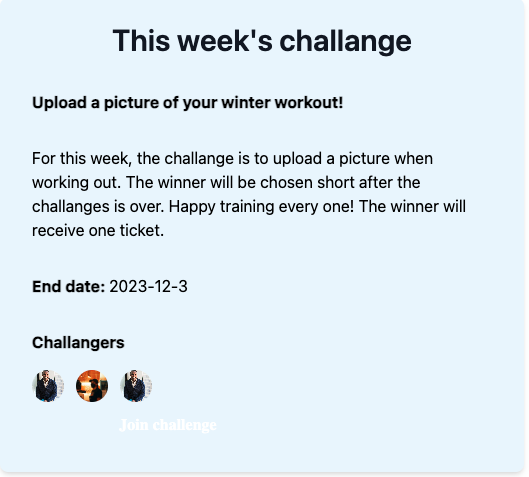 This week's challange
Upload a picture of your winter workout!
For this week, the challange is to upload a picture when
working out. The winner will be chosen short after the
challanges is over. Happy training every one! The winner will
receive one ticket.
End date: 2023-12-3
Challangers
Join challenge